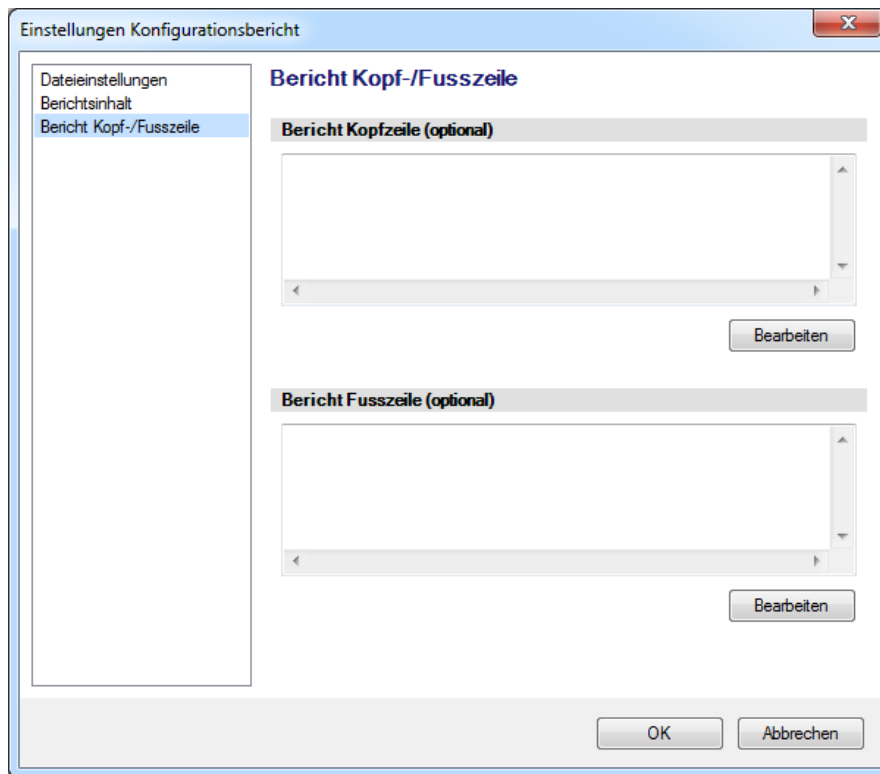 Einstellungen Konfigurationsbericht
Dateieinstellungen
Berichtsinhalt
Bericht Kopf-/Fusszeile
Bericht Kopf-/Fusszeile
Bericht Kopfzeile (optional)
Bearbeiten
Bericht Fusszeile (optional)
Bearbeiten
OK
Abbrechen